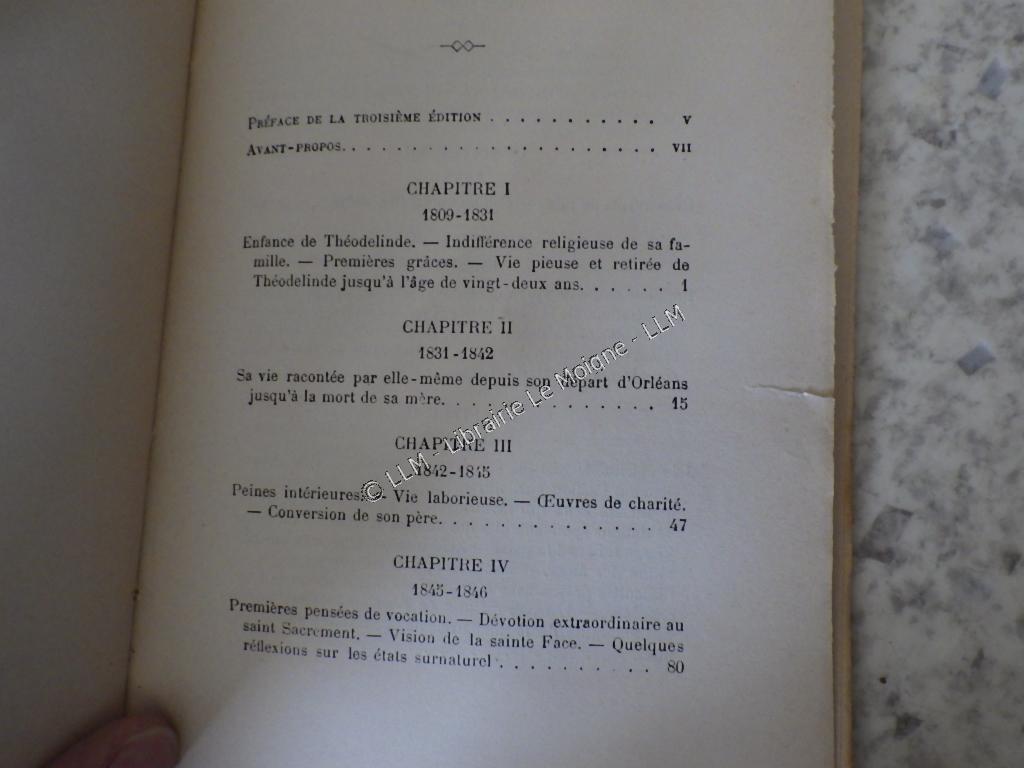 PRÉFACE DE LA TROISIÈME ÉDITION . . . . . . . . . . . V
AVANT-PROPOS. . . . . . . . . . . . . . . . . . . . . VII
CHAPITRE I
1809-1831
Enfance de Théodelinde. — Indifférence religieuse de sa fa-
mille. — Premières grâces. — Vie pieuse et retirée de
Théodelinde jusqu'à l'âge de vingt-deux ans. . . . . . 1
CHAPITRE II
1831-1842
Sa vie racontée par elle-même depuis son départ d'Orléans
jusqu'à la mort de sa mère. . . . . . . . . . . . . . 15
CHAPITRE III
1842-1845
Peines intérieures. — Vie laborieuse. — Œuvres de charité.
— Conversion de son père. . . . . . . . . . . . . . 47
CHAPITRE IV
1845-1846
Premières pensées de vocation. — Dévotion extraordinaire au
saint Sacrement. — Vision de la sainte Face. — Quelques
réflexions sur les états surnaturel . . . . . . . . . . 80
© LLM - Librairie Le Moigne - LLM